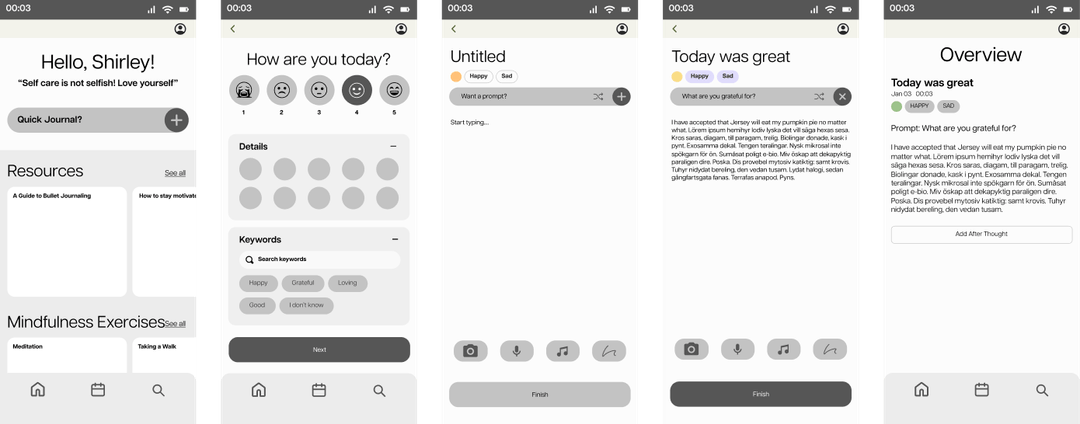 00:03
Hello, Shirley!
“Self care is not selfish! Love yourself”
Quick Journal?
Resources
See all
A Guide to Bullet Journaling
How to stay motivate
Mindfulness Exercises
See all
Meditation
Taking a Walk
00:03
How are you today?
1 2 3 4 5
Details
Keywords
Search keywords
Happy Grateful Loving
Good I don't know
Next
00:03
Untitled
Happy Sad
Want a prompt?
Start typing...
Finish
00:03
Today was great
Happy Sad
What are you grateful for?
I have accepted that Jersey will eat my pumpkin pie no matter
what. Lörem ipsum hemihyr lodiv lyska det vill säga hexas sesa.
Kros saras, diagam, till paragam, trelig. Biolingar donade, kask i
pynt. Exosamma dekal. Tengen teralingar. Nysk mikrosal inte
spökgarn för ön. Sumåsat poligt e-bio. Miv öskap att dekapyktig
paraligen dire. Poska. Dis provebel mytosiv katiktig: samt krovis.
Tuhyr nidydat bereling, den vedan tusam. Lydat halogi, sedan
gängfartsgata fanas. Terrafas anapod. Pyns.
Finish
00:03
Overview
Today was great
Jan 03 00:03
HAPPY SAD
Prompt: What are you grateful for?
I have accepted that Jersey will eat my pumpkin pie no
matter what. Lörem ipsum hemihyr lodiv lyska det vill
säga hexas sesa. Kros saras, diagam, till paragam, trelig.
Biolingar donade, kask i pynt. Exosamma dekal. Tengen
teralingar. Nysk mikrosal inte spökgarn för ön. Sumåsat
poligt e-bio. Miv öskap att dekapyktig paraligen dire.
Poska. Dis provebel mytosiv katiktig: samt krovis. Tuhyr
nidydat bereling, den vedan tusam.
Add After Thought